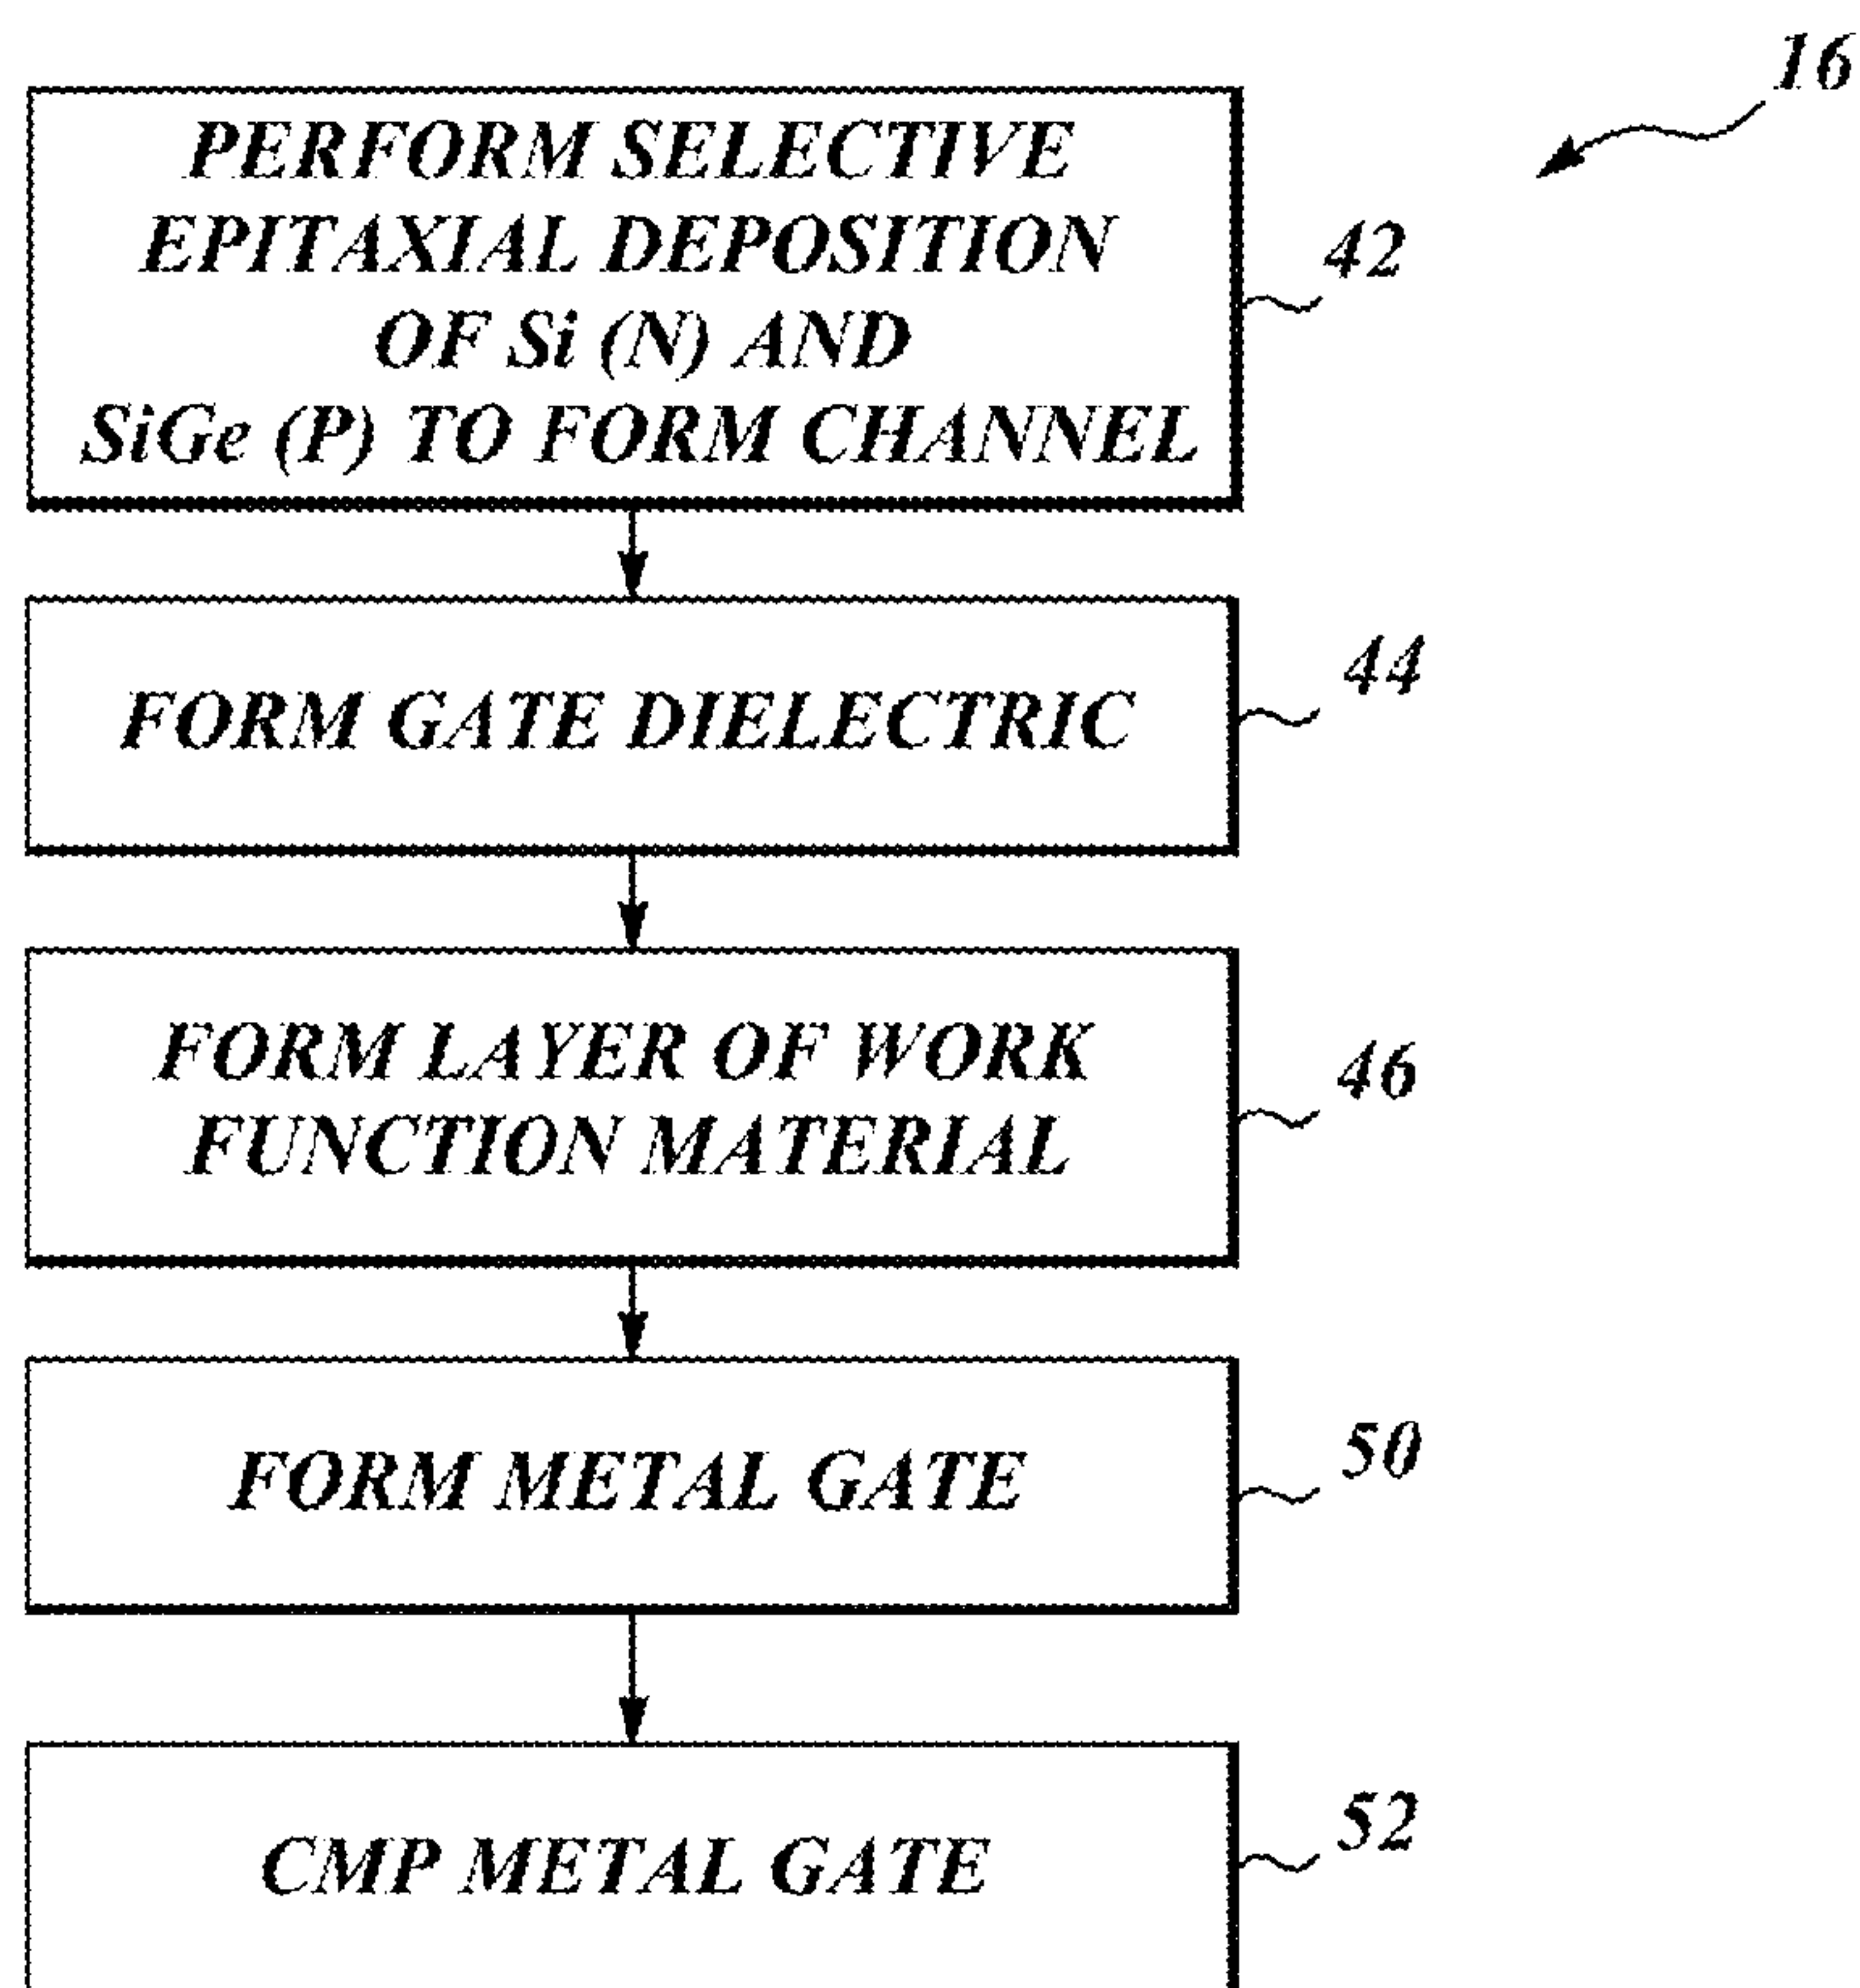 16
PERFORM SELECTIVE
EPITAXIAL DEPOSITION
OF Si (N) AND
SiGe (P) TO FORM CHANNEL
42
FORM GATE DIELECTRIC
44
FORM LAYER OF WORK
FUNCTION MATERIAL
46
FORM METAL GATE
50
CMP METAL GATE
52